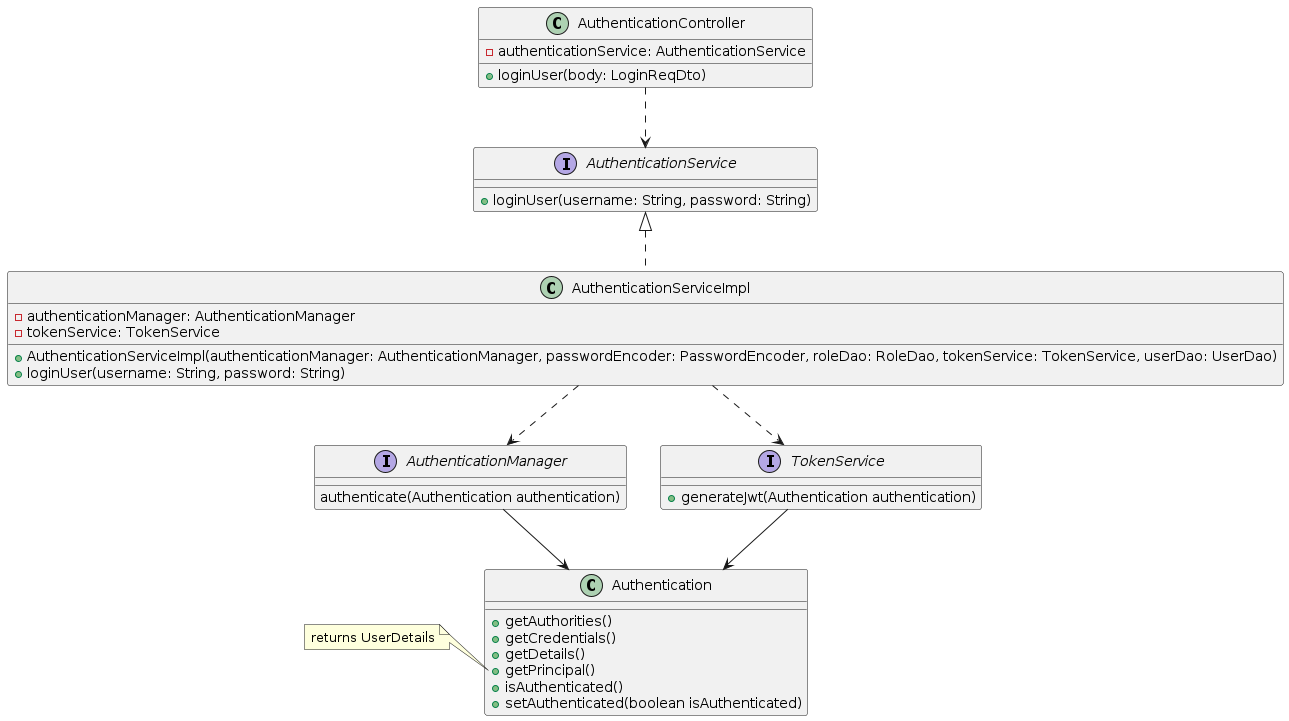 C AuthenticationController
authenticationService: AuthenticationService
loginUser(body: LoginReqDto)
I AuthenticationService
loginUser(username: String, password: String)
C AuthenticationServiceImpl
authenticationManager: AuthenticationManager
tokenService: TokenService
AuthenticationServiceImpl(authenticationManager: AuthenticationManager, passwordEncoder: PasswordEncoder, roleDao: RoleDao, tokenService: TokenService, userDao: UserDao)
loginUser(username: String, password: String)
I AuthenticationManager
authenticate(Authentication authentication)
I TokenService
generateJwt(Authentication authentication)
C Authentication
getAuthorities()
getCredentials()
getDetails()
getPrincipal()
isAuthenticated()
setAuthenticated(boolean isAuthenticated)
returns UserDetails